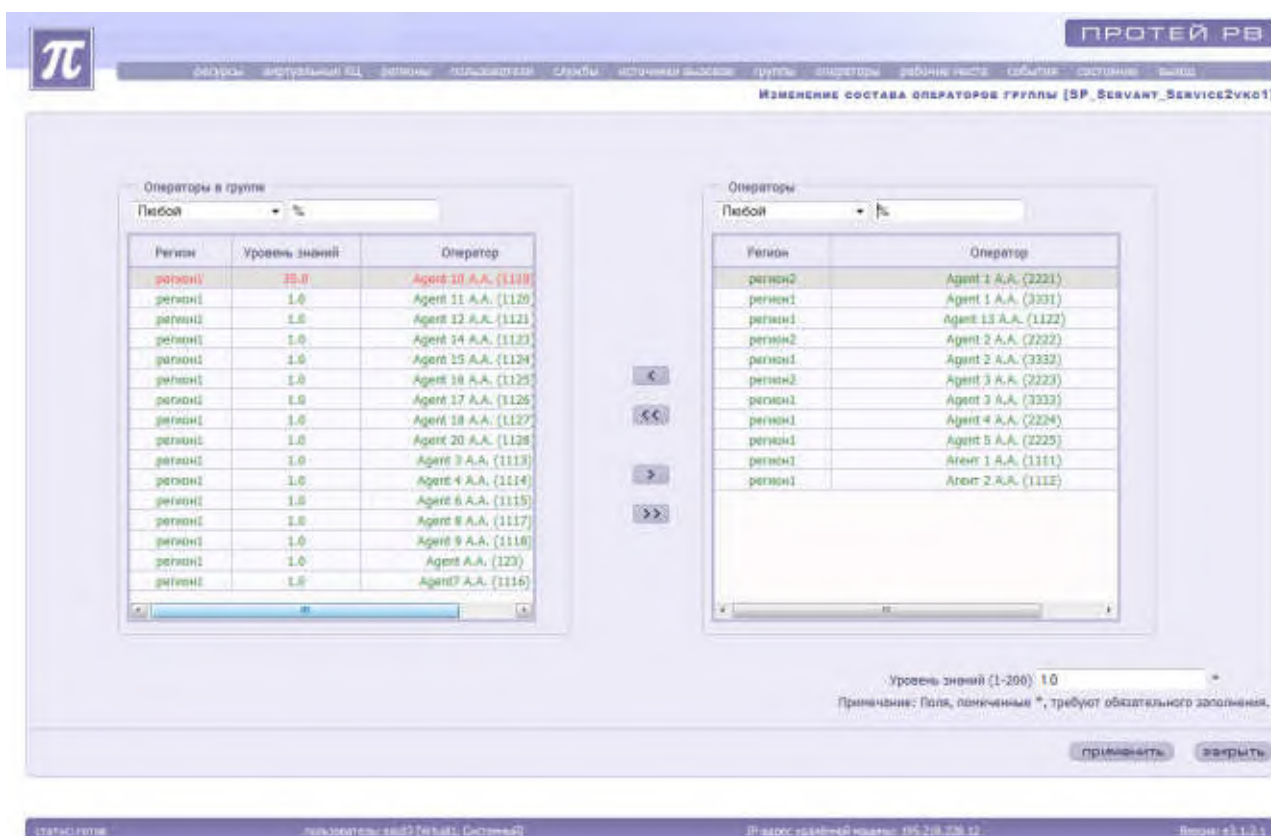 π
ПРОТЕЙ РВ
ресурсы виртуальный КЦ регионы пользователи службы источники вызовов группы операторы рабочие места события состояние выход
Изменение состава операторов группы [SP_Servant_Service2vko1]
Операторы в группе
Любой %
Регион Уровень знаний Оператор
регион1 35.0 Agent 10 A.A. (1119)
регион1 1.0 Agent 11 A.A. (1120)
регион1 1.0 Agent 12 A.A. (1121)
регион1 1.0 Agent 14 A.A. (1123)
регион1 1.0 Agent 15 A.A. (1124)
регион1 1.0 Agent 16 A.A. (1125)
регион1 1.0 Agent 17 A.A. (1126)
регион1 1.0 Agent 18 A.A. (1127)
регион1 1.0 Agent 20 A.A. (1128)
регион1 1.0 Agent 3 A.A. (1113)
регион1 1.0 Agent 4 A.A. (1114)
регион1 1.0 Agent 6 A.A. (1115)
регион1 1.0 Agent 8 A.A. (1117)
регион1 1.0 Agent 9 A.A. (1118)
регион1 1.0 Agent A.A. (123)
регион1 1.0 Agent7 A.A. (1116)
<
<<
>
>>
Операторы
Любой %
Регион Оператор
регион2 Agent 1 A.A. (2221)
регион1 Agent 1 A.A. (3331)
регион1 Agent 13 A.A. (1122)
регион2 Agent 2 A.A. (2222)
регион1 Agent 2 A.A. (3332)
регион2 Agent 3 A.A. (2223)
регион1 Agent 3 A.A. (3333)
регион1 Agent 4 A.A. (2224)
регион1 Agent 5 A.A. (2225)
регион1 Агент 1 A.A. (1111)
регион1 Агент 2 A.A. (1112)
Уровень знаний (1-200) 1.0 *
Примечание: Поля, помеченные *, требуют обязательного заполнения.
применить закрыть
статус: готов
пользователь:
IP адрес удалённой машины:
Версия: